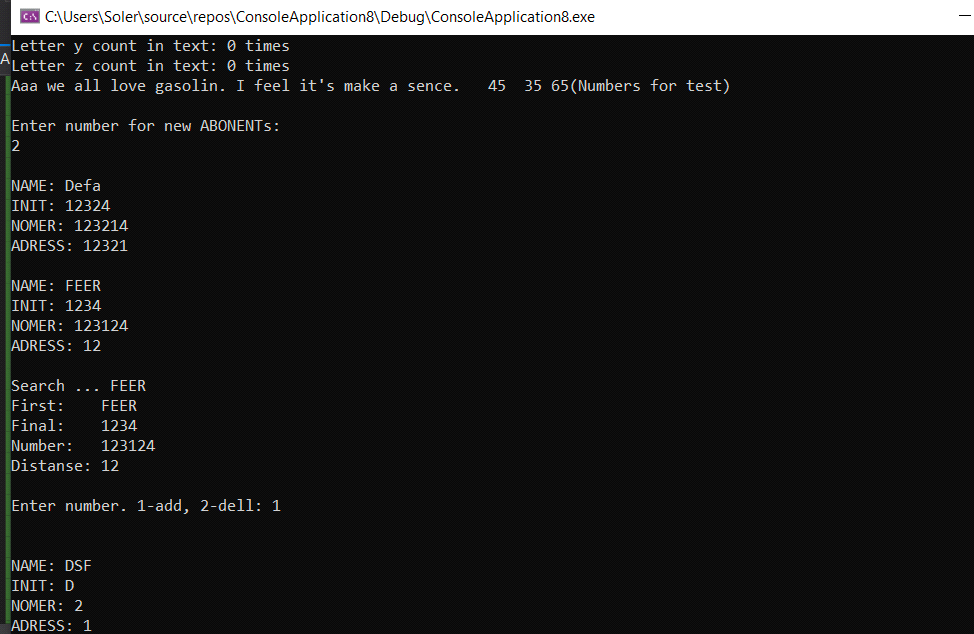 C:\Users\Soler\source\repos\ConsoleApplication8\Debug\ConsoleApplication8.exe
Letter y count in text: 0 times
Letter z count in text: 0 times
Aaa we all love gasolin. I feel it's make a sence.   45  35 65(Numbers for test)
Enter number for new ABONENTs:
2
NAME: Defa
INIT: 12324
NOMER: 123214
ADRESS: 12321
NAME: FEER
INIT: 1234
NOMER: 123124
ADRESS: 12
Search ... FEER
First:    FEER
Final:    1234
Number:   123124
Distanse: 12
Enter number. 1-add, 2-dell: 1
NAME: DSF
INIT: D
NOMER: 2
ADRESS: 1